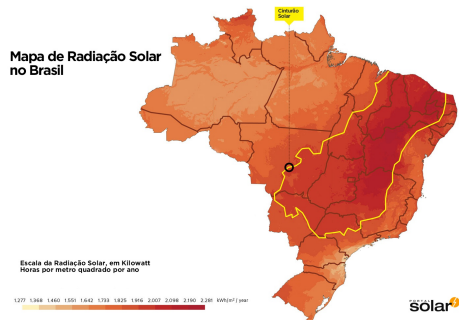 Cinturão
Solar
Mapa de Radiação Solar
no Brasil
Escala da Radiação Solar, em Kilowatt
Horas por metro quadrado por ano
1,277 1,368 1,460 1,551 1,642 1,733 1,825 1,916 2,007 2,098 2,190 2,281 kWh/m² / year
PORTAL
solar